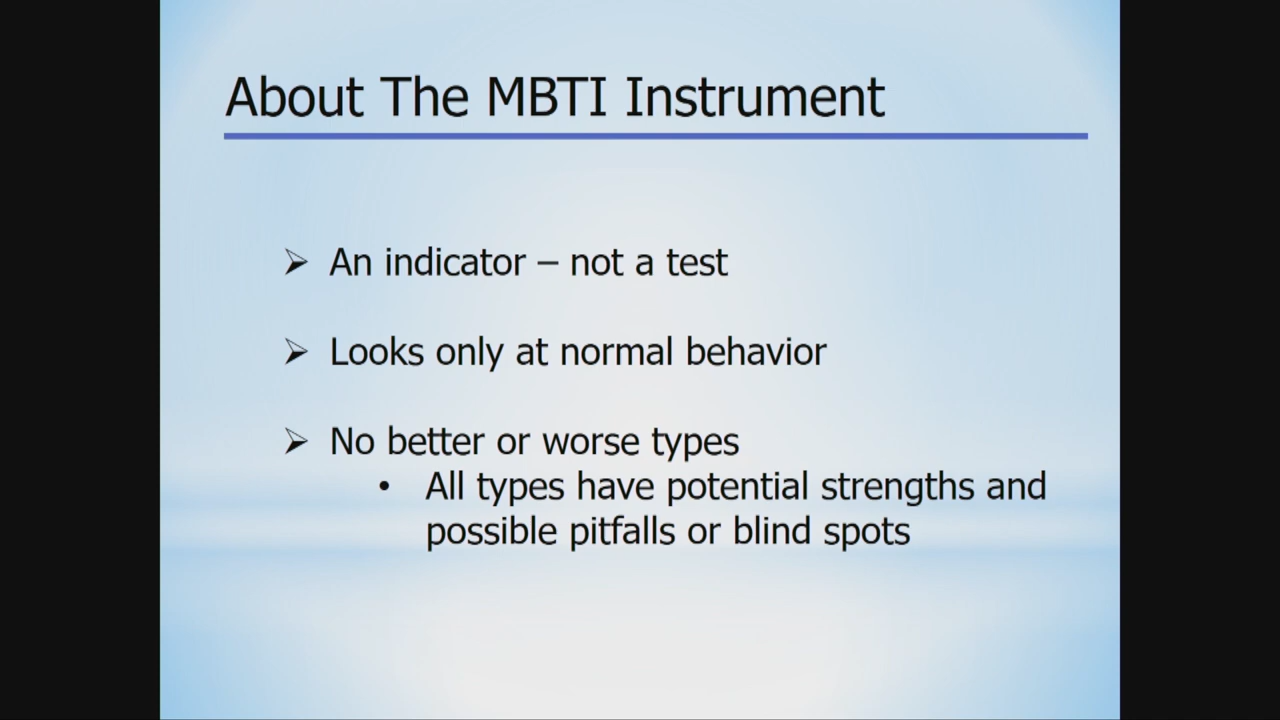 About The MBTI Instrument
➢ An indicator – not a test
➢ Looks only at normal behavior
➢ No better or worse types
• All types have potential strengths and
possible pitfalls or blind spots